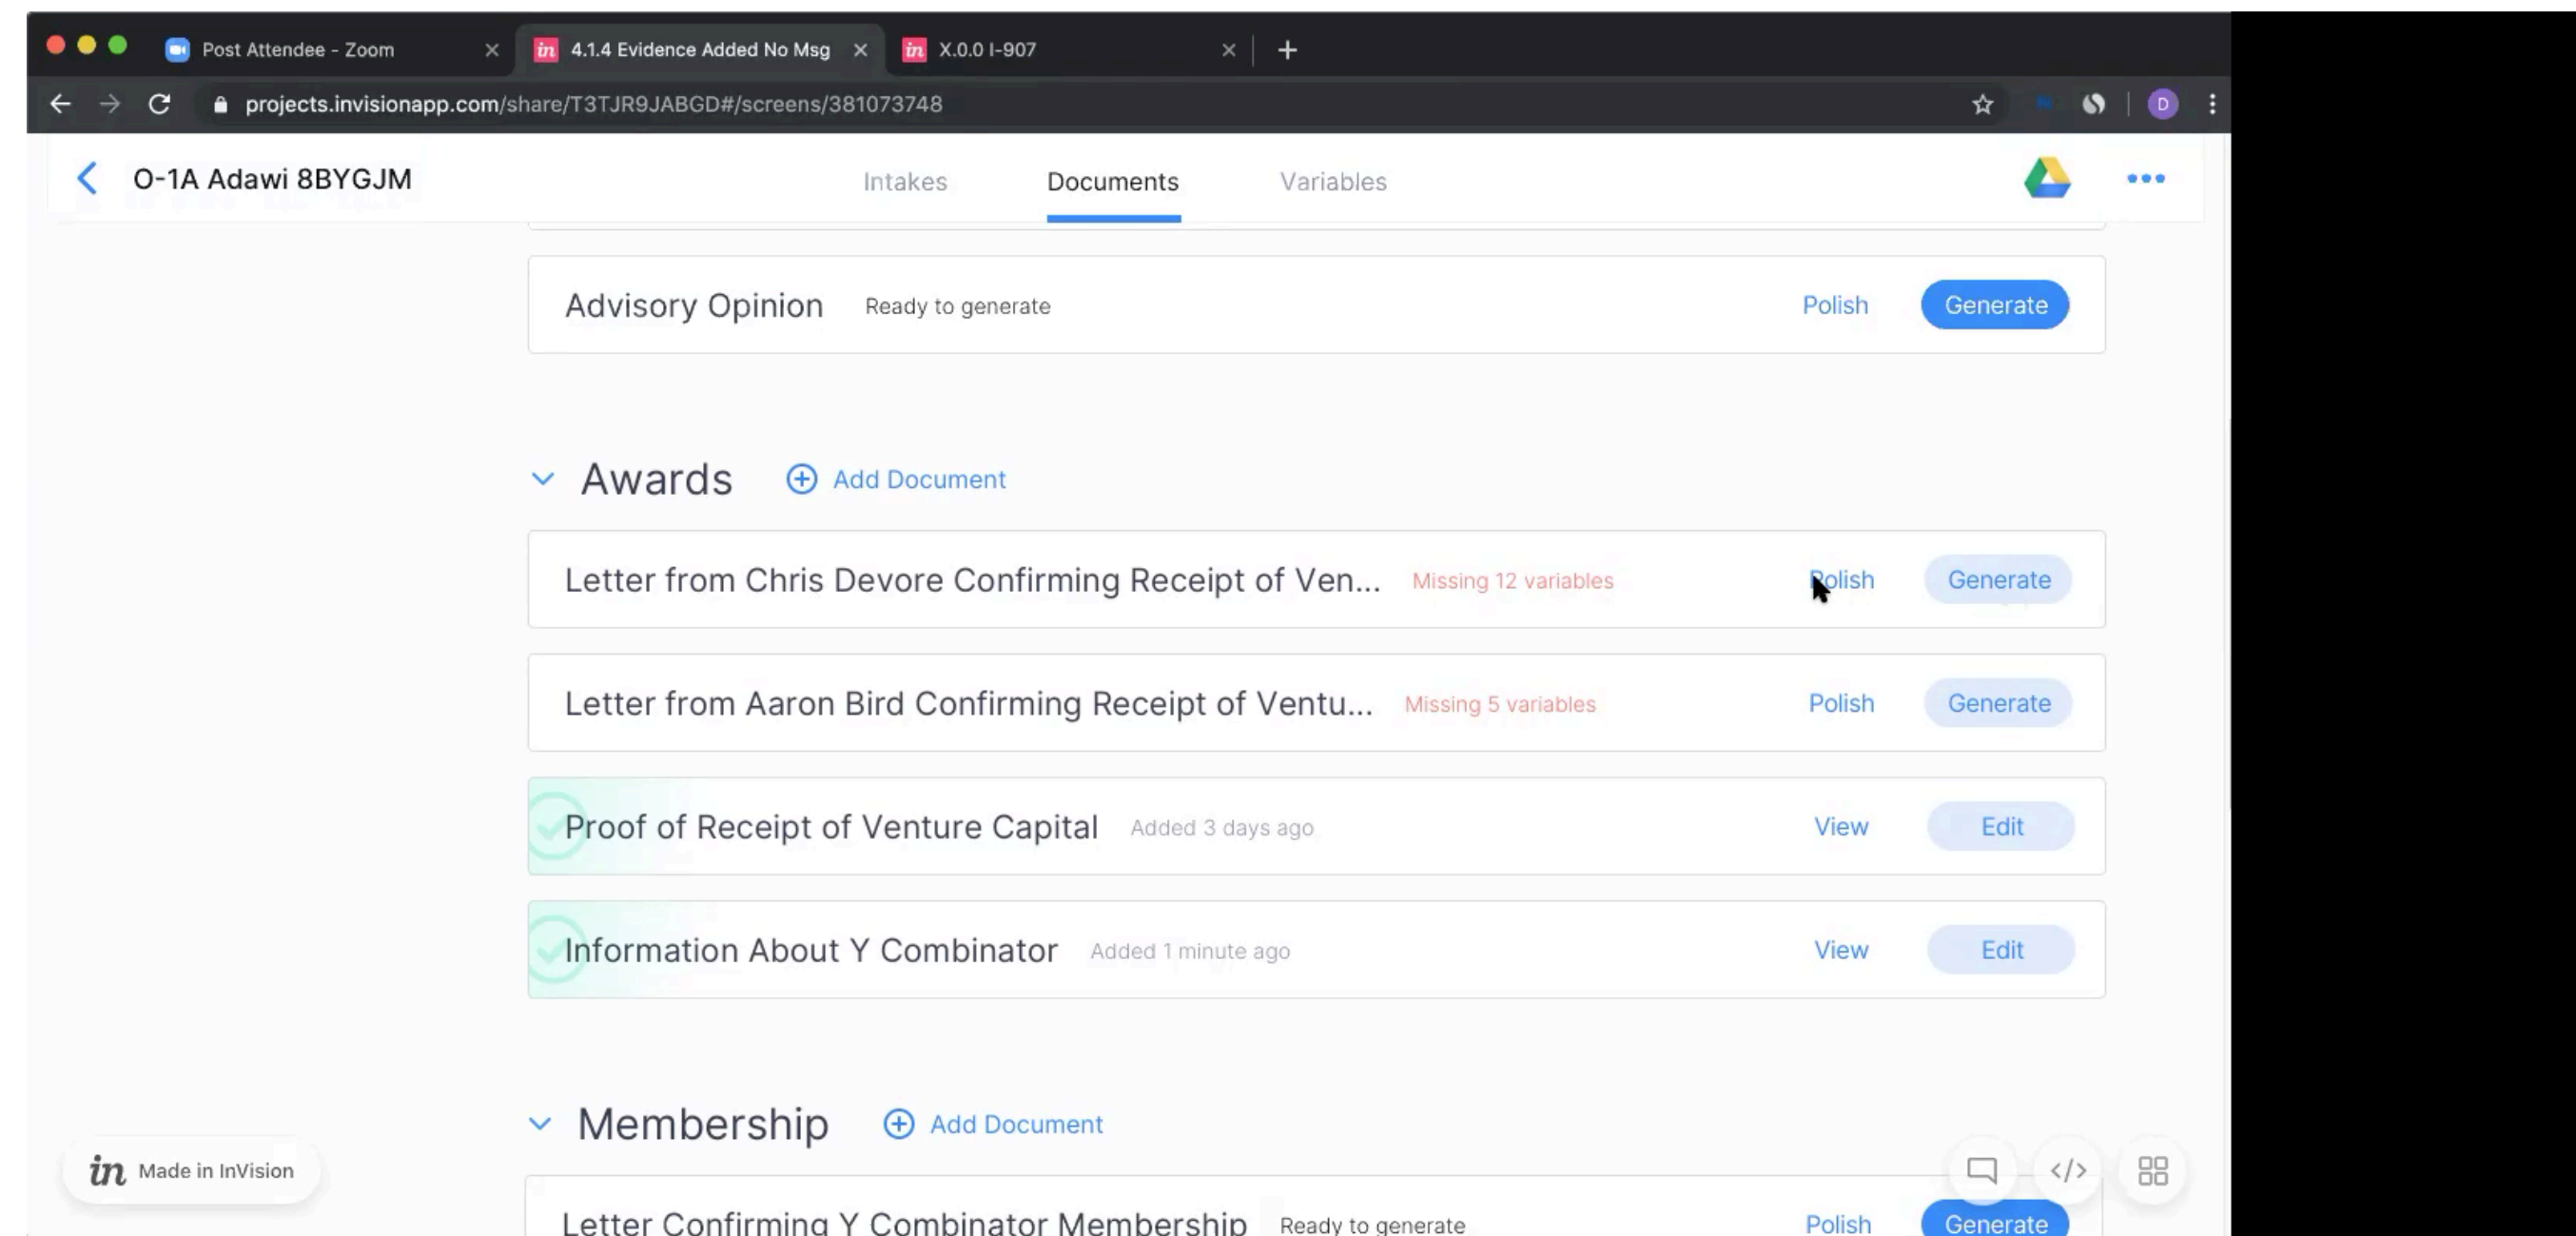 Post Attendee - Zoom
in 4.1.4 Evidence Added No Msg
in X.0.0 I-907
projects.invisionapp.com/share/T3TJR9JABGD#/screens/381073748
D
O-1A Adawi 8BYGJM
Intakes
Documents
Variables
Advisory Opinion Ready to generate Polish Generate
Awards Add Document
Letter from Chris Devore Confirming Receipt of Ven... Missing 12 variables Polish Generate
Letter from Aaron Bird Confirming Receipt of Ventu... Missing 5 variables Polish Generate
Proof of Receipt of Venture Capital Added 3 days ago View Edit
Information About Y Combinator Added 1 minute ago View Edit
Membership Add Document
in Made in InVision
Letter Confirming Y Combinator Membership Ready to generate Polish Generate